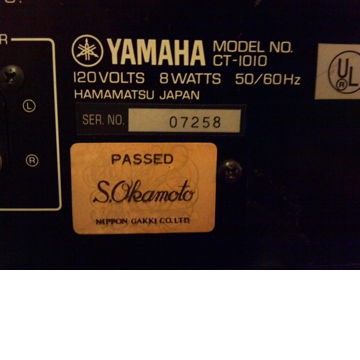 R
YAMAHA MODEL NO.
CT-1010
120 VOLTS 8 WATTS 50/60Hz
HAMAMATSU JAPAN
SER. NO. 07258
L
R
PASSED
S.Okamoto
NIPPON GAKKI CO. LTD
UL